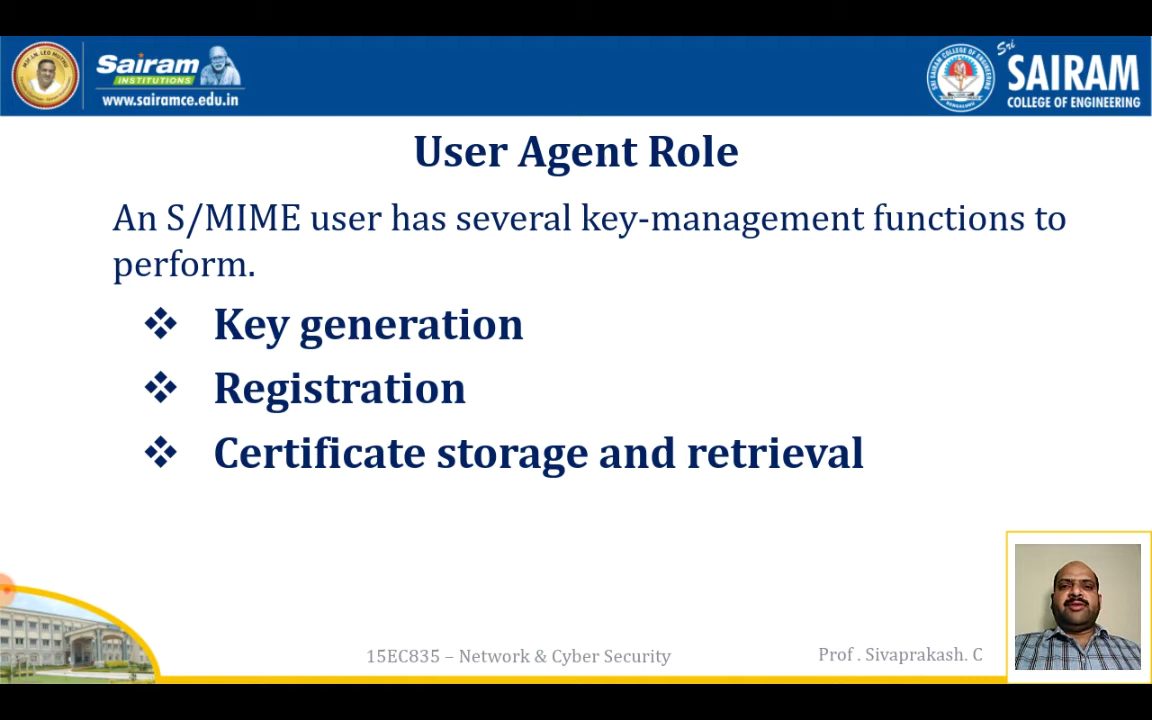 Sairam
INSTITUTIONS
www.sairamce.edu.in
Sri
SAIRAM
COLLEGE OF ENGINEERING
User Agent Role
An S/MIME user has several key-management functions to
perform.
❖ Key generation
❖ Registration
❖ Certificate storage and retrieval
15EC835 – Network & Cyber Security
Prof . Sivaprakash. C